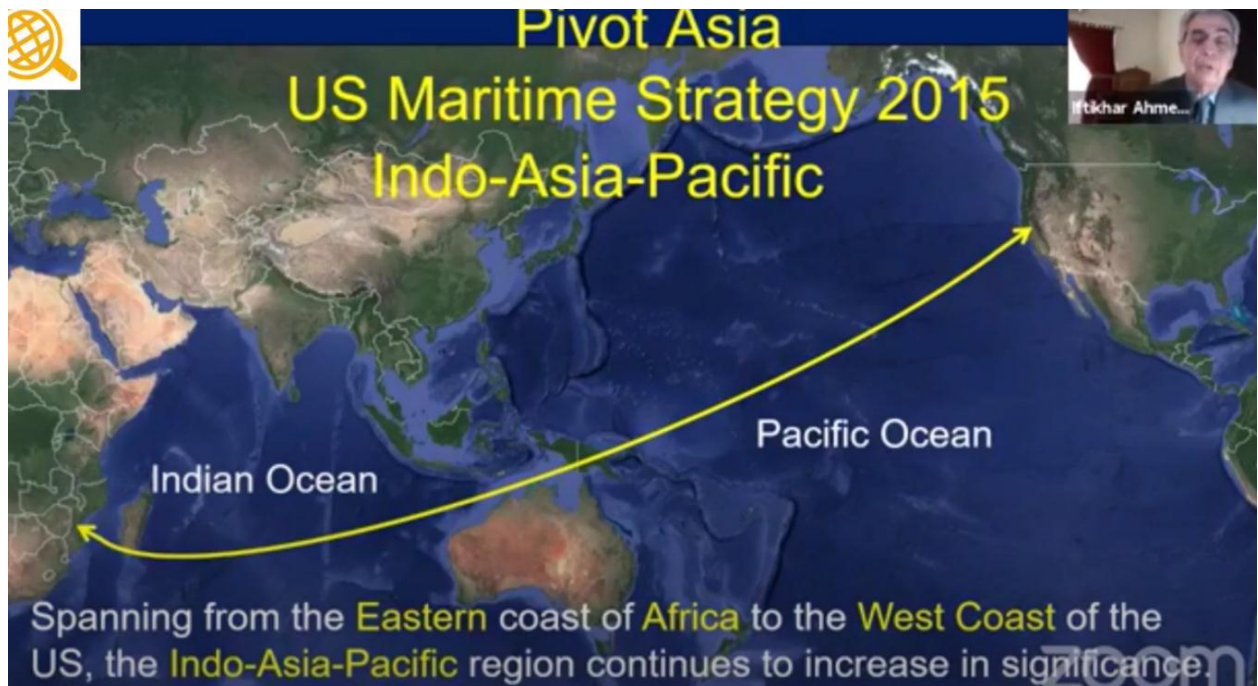 Pivot Asia
US Maritime Strategy 2015
Indo-Asia-Pacific
Iftikhar Ahme...
Pacific Ocean
Indian Ocean
Spanning from the Eastern coast of Africa to the West Coast of the
US, the Indo-Asia-Pacific region continues to increase in significance.
zoom